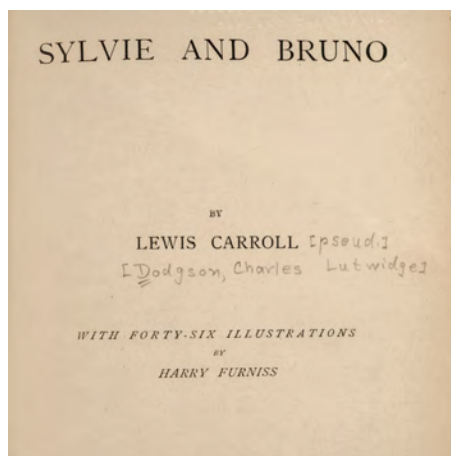 SYLVIE AND BRUNO
BY
LEWIS CARROLL [pseud.]
[Dodgson, Charles Lutwidge]
WITH FORTY-SIX ILLUSTRATIONS
BY
HARRY FURNISS